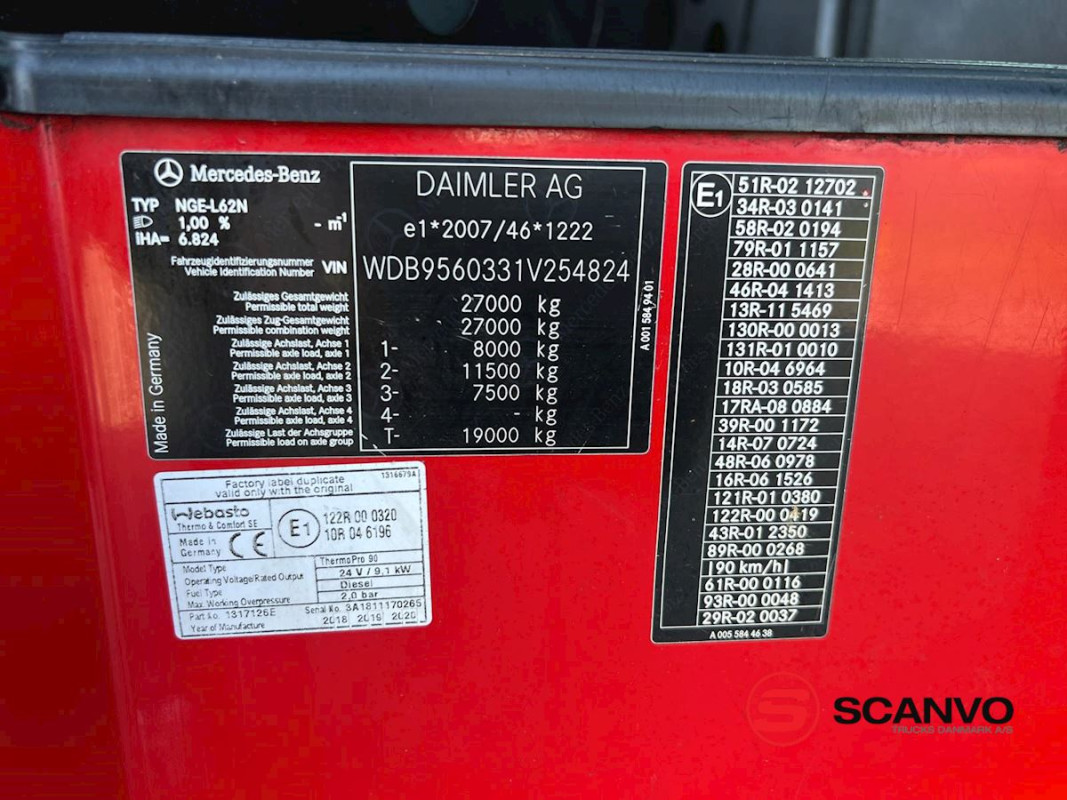 Mercedes-Benz
TYP NGE-L62N
1,00 % - m-1
IHA= 6.824
Fahrzeugidentifizierungsnummer
Vehicle Identification Number VIN
DAIMLER AG
e1*2007/46*1222
WDB9560331V254824
Zulässiges Gesamtgewicht
Permissible total weight 27000 kg
Zulässiges Zug-Gesamtgewicht
Permissible combination weight 27000 kg
Zulässige Achslast, Achse 1
Permissible axle load, axle 1 1- 8000 kg
Zulässige Achslast, Achse 2
Permissible axle load, axle 2 2- 11500 kg
Zulässige Achslast, Achse 3
Permissible axle load, axle 3 3- 7500 kg
Zulässige Achslast, Achse 4
Permissible axle load, axle 4 4- - kg
Zulässige Last der Achsgruppe
Permissible load on axle group T- 19000 kg
Made in Germany
A 001 584 94 01
E1
51R-02 12702
34R-03 0141
58R-02 0194
79R-01 1157
28R-00 0641
46R-04 1413
13R-11 5469
130R-00 0013
131R-01 0010
10R-04 6964
18R-03 0585
17RA-08 0884
39R-00 1172
14R-07 0724
48R-06 0978
16R-06 1526
121R-01 0380
122R-00 0419
43R-01 2350
89R-00 0268
|90 km/h|
61R-00 0116
93R-00 0048
29R-02 0037
A 005 584 46 38
Factory label duplicate 1316679A
valid only with the original
Webasto
Thermo & Comfort SE
Made in
Germany CE
E1
122R 00 0320
10R 04 6196
Model Type ThermoPro 90
Operating Voltage/Rated Output 24 V / 9,1 kW
Fuel Type Diesel
Max. Working Overpressure 2,0 bar
Part No. 1317126E Serial No. 3A1811170265
Year of Manufacture 2018 2019 2020
SCANVO
TRUCKS DANMARK A/S